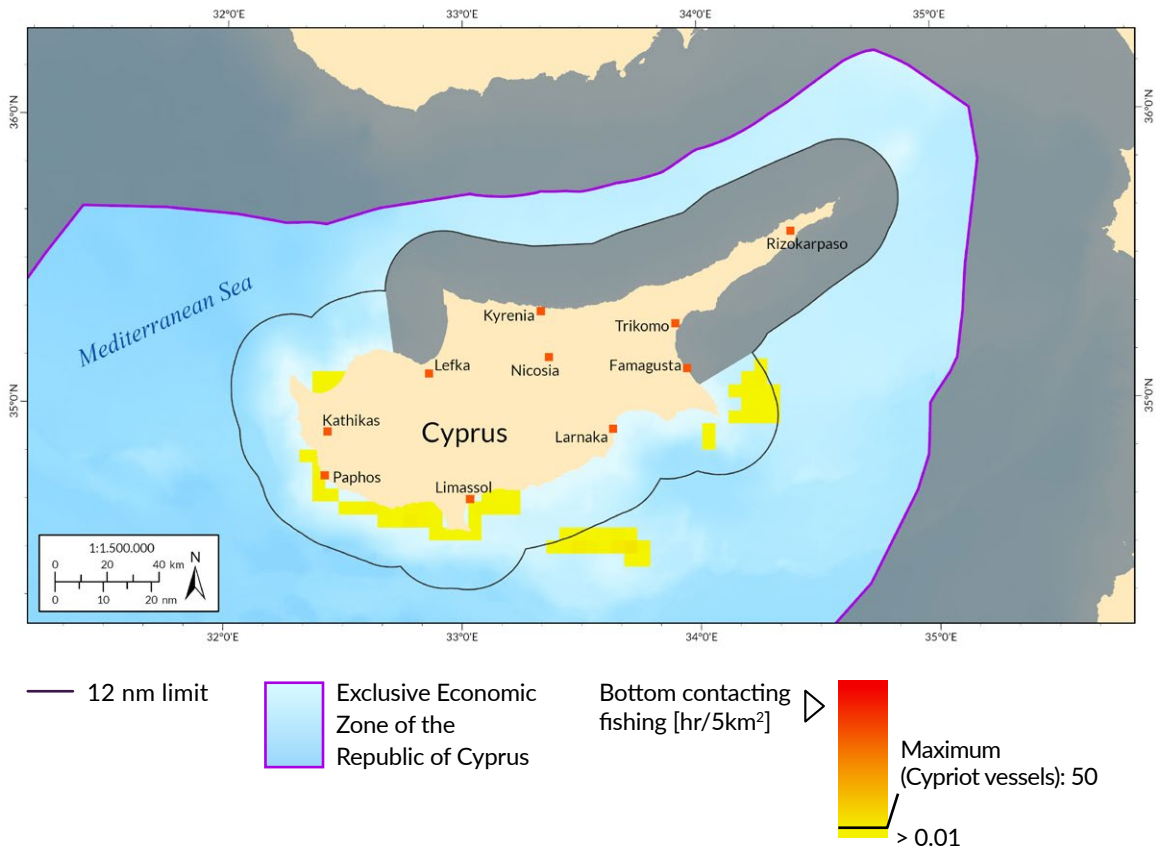 32°0'E 33°0'E 34°0'E 35°0'E
36°0'N 36°0'N
Mediterranean Sea
Rizokarpaso
Kyrenia
Trikomo
Lefka
Nicosia
Famagusta
35°0'N 35°0'N
Kathikas
Cyprus
Larnaka
Paphos
Limassol
1:1.500.000
N
0 20 40 km
0 10 20 nm
32°0'E 33°0'E 34°0'E 35°0'E
12 nm limit
Exclusive Economic
Zone of the
Republic of Cyprus
Bottom contacting
fishing [hr/5km²]
Maximum
(Cypriot vessels): 50
> 0.01